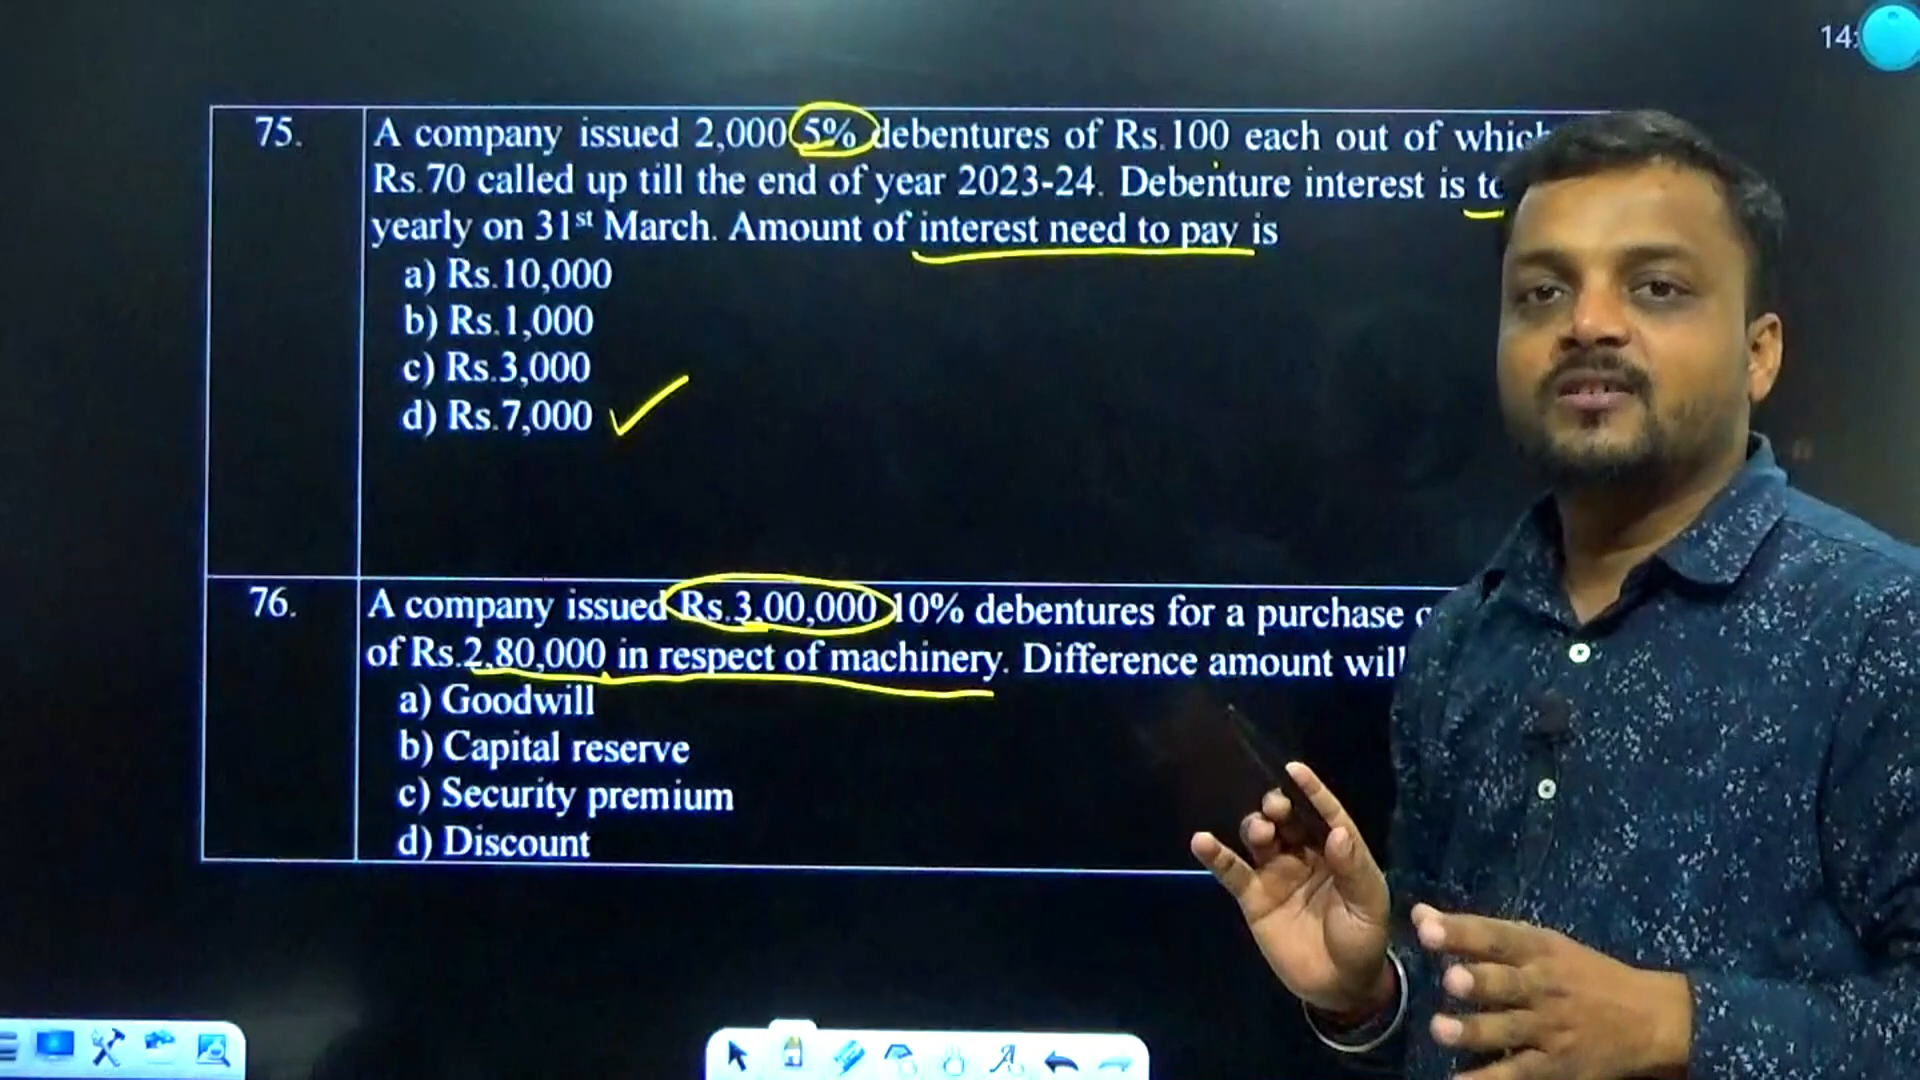 14:
75.
A company issued 2,000 5% debentures of Rs.100 each out of which
Rs.70 called up till the end of year 2023-24. Debenture interest is
yearly on 31st March. Amount of interest need to pay is
a) Rs.10,000
b) Rs.1,000
c) Rs.3,000
d) Rs.7,000
76.
A company issued Rs.3,00,000 10% debentures for a purchase
of Rs.2,80,000 in respect of machinery. Difference amount will
a) Goodwill
b) Capital reserve
c) Security premium
d) Discount